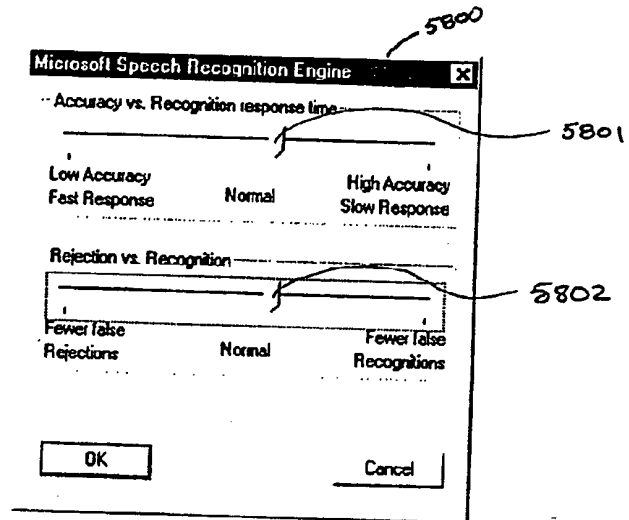 5800
Microsoft Speech Recognition Engine
Accuracy vs. Recognition response time
5801
Low Accuracy
Fast Response
Normal
High Accuracy
Slow Response
Rejection vs. Recognition
5802
Fewer false
Rejections
Normal
Fewer false
Recognitions
OK
Cancel